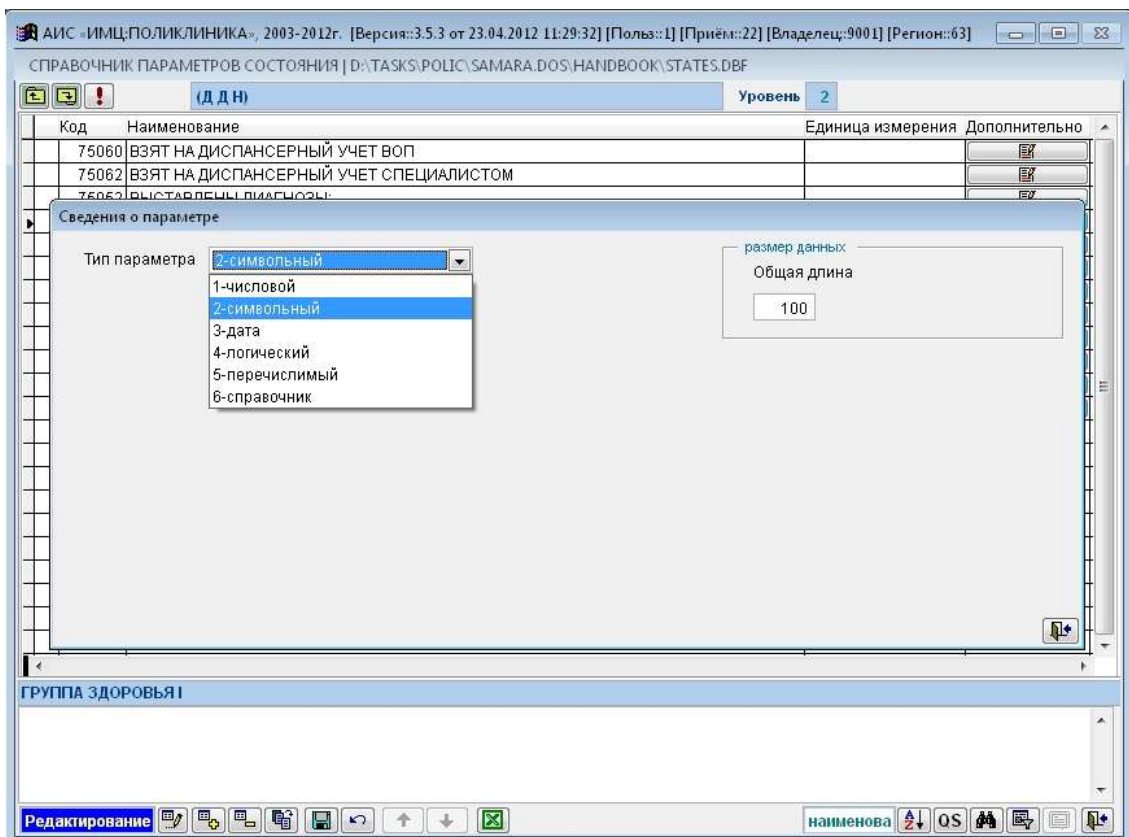 АИС «ИМЦ:ПОЛИКЛИНИКА», 2003-2012г. [Версия::3.5.3 от 23.04.2012 11:29:32] [Польз::1] [Приём::22] [Владелец::9001] [Регион::63]
СПРАВОЧНИК ПАРАМЕТРОВ СОСТОЯНИЯ | D:\TASKS\POLIC\SAMARA.DOS\HANDBOOK\STATES.DBF
(Д Д Н) Уровень 2
Код Наименование Единица измерения Дополнительно
75060 ВЗЯТ НА ДИСПАНСЕРНЫЙ УЧЕТ ВОП
75062 ВЗЯТ НА ДИСПАНСЕРНЫЙ УЧЕТ СПЕЦИАЛИСТОМ
ВЫСТАВЛЕНЫ ДИАГНОЗЫ:
Сведения о параметре
Тип параметра 2-символьный
размер данных
Общая длина
100
1-числовой
2-символьный
3-дата
4-логический
5-перечислимый
6-справочник
ГРУППА ЗДОРОВЬЯ I
Редактирование наименова QS